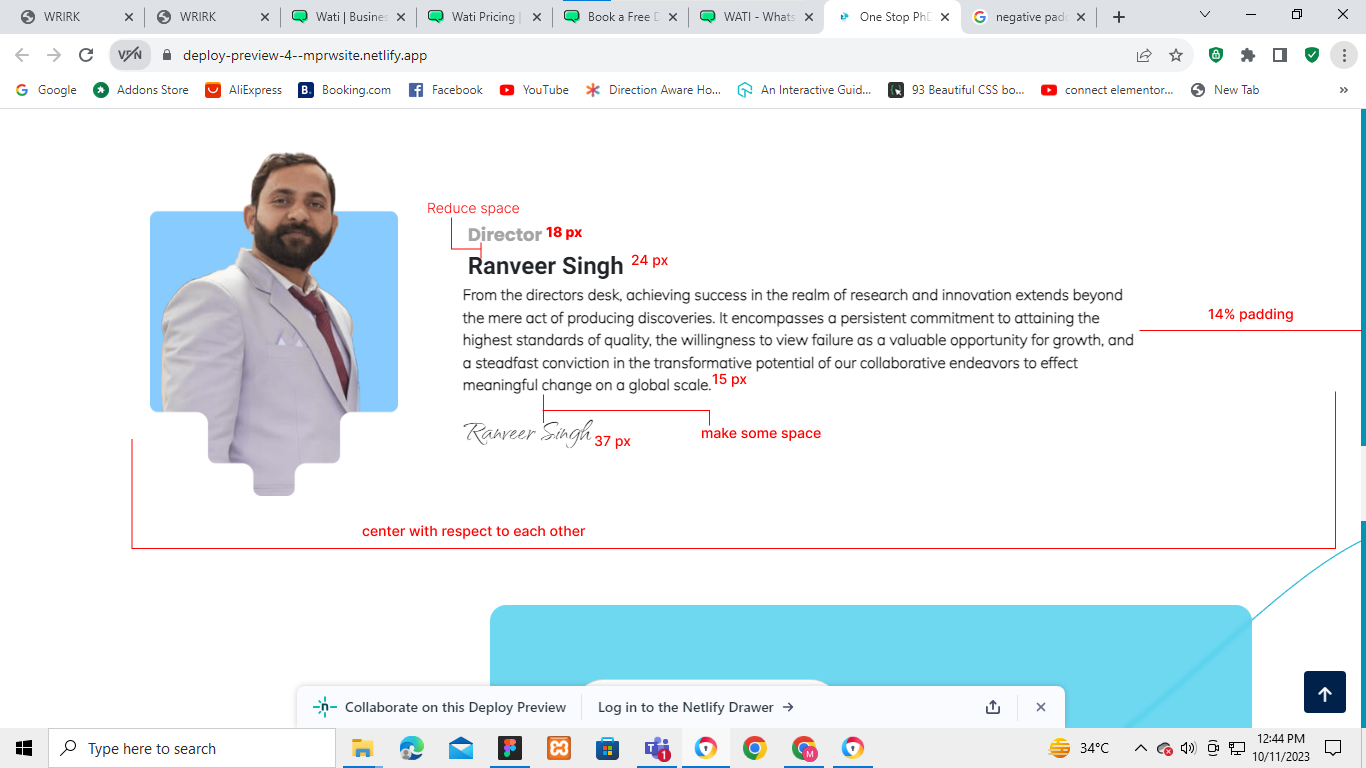 WRIRK
WRIRK
Wati | Busines
Wati Pricing |
Book a Free D
WATI - Whats
One Stop PhD
negative padd
VPN
deploy-preview-4--mprwsite.netlify.app
Google
Addons Store
AliExpress
B.
Booking.com
Facebook
YouTube
Direction Aware Ho...
An Interactive Guid...
93 Beautiful CSS bo...
connect elementor...
New Tab
»
Reduce space
Director 18 px
Ranveer Singh 24 px
From the directors desk, achieving success in the realm of research and innovation extends beyond
the mere act of producing discoveries. It encompasses a persistent commitment to attaining the
highest standards of quality, the willingness to view failure as a valuable opportunity for growth, and
a steadfast conviction in the transformative potential of our collaborative endeavors to effect
meaningful change on a global scale. 15 px
14% padding
Ranveer Singh 37 px
make some space
center with respect to each other
Collaborate on this Deploy Preview
Log in to the Netlify Drawer →
Type here to search
1
M
34°C
12:44 PM
10/11/2023